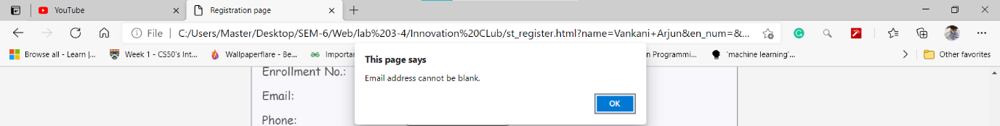 YouTube
Registration page
File | C:/Users/Master/Desktop/SEM-6/Web/lab%203-4/Innovation%20CLub/st_register.html?name=Vankani+Arjun&en_num=&...
Browse all - Learn |... Week 1 - CS50's Int... Wallpaperflare - Be... Importan n Programmi... 'machine learning'... Other favorites
This page says
Email address cannot be blank.
OK
Enrollment No.:
Email:
Phone: